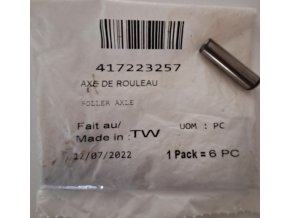 417223257
AXE DE ROULEAU
ROLLER AXLE
Fait au/
Made in : TW
UOM : PC
12/07/2022
1 Pack = 6 PC